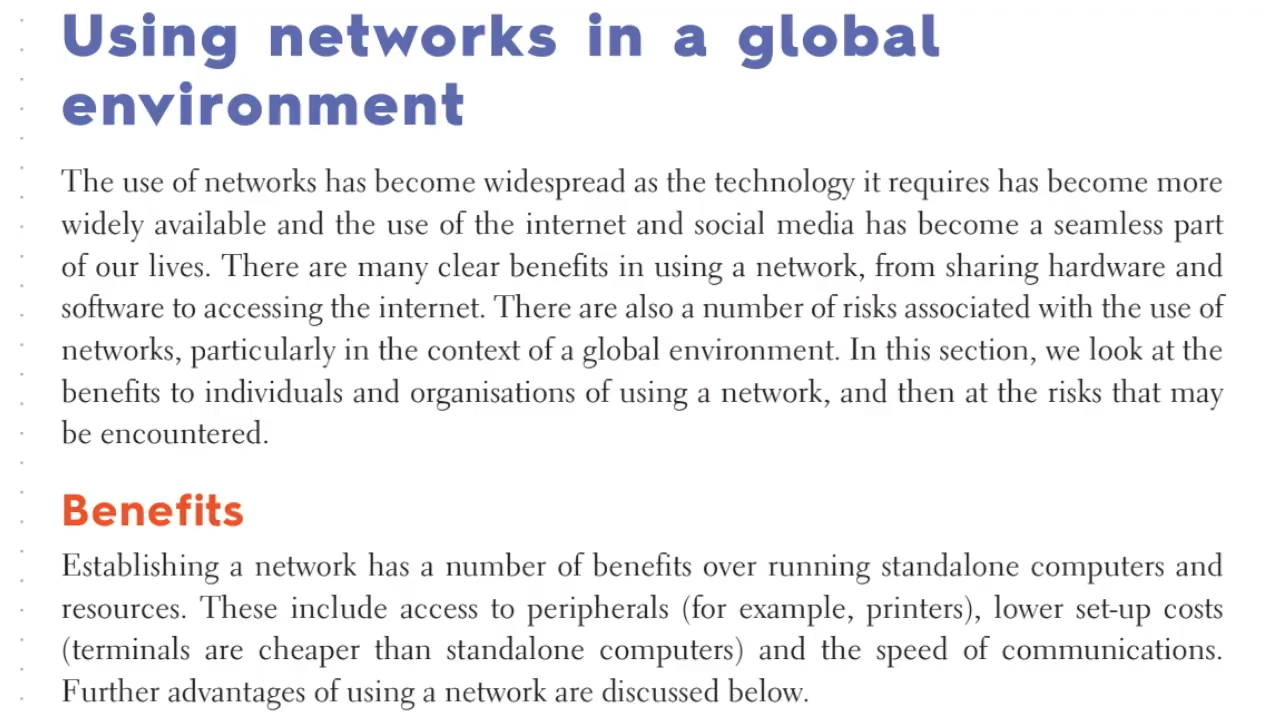 Using networks in a global
environment
The use of networks has become widespread as the technology it requires has become more
widely available and the use of the internet and social media has become a seamless part
of our lives. There are many clear benefits in using a network, from sharing hardware and
software to accessing the internet. There are also a number of risks associated with the use of
networks, particularly in the context of a global environment. In this section, we look at the
benefits to individuals and organisations of using a network, and then at the risks that may
be encountered.
Benefits
Establishing a network has a number of benefits over running standalone computers and
resources. These include access to peripherals (for example, printers), lower set-up costs
(terminals are cheaper than standalone computers) and the speed of communications.
Further advantages of using a network are discussed below.